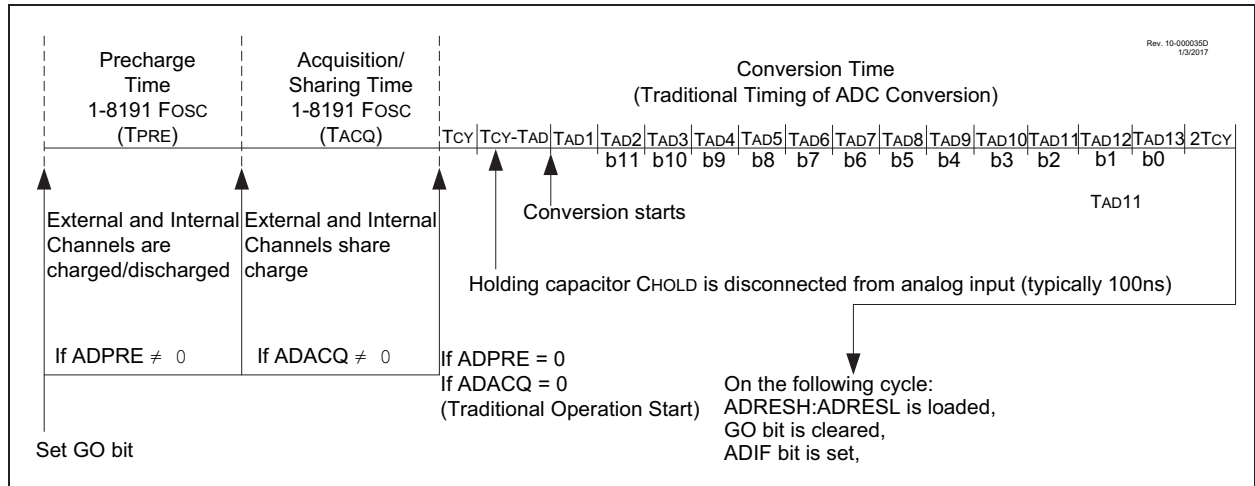 Rev. 10-000035D
1/3/2017
Precharge
Time
1-8191 FOSC
(TPRE)
Acquisition/
Sharing Time
1-8191 FOSC
(TACQ)
Conversion Time
(Traditional Timing of ADC Conversion)
TCY TCY-TAD TAD1 TAD2 TAD3 TAD4 TAD5 TAD6 TAD7 TAD8 TAD9 TAD10 TAD11 TAD12 TAD13 2TCY
b11 b10 b9 b8 b7 b6 b5 b4 b3 b2 b1 b0
TAD11
External and Internal
Channels are
charged/discharged
External and Internal
Channels share
charge
Conversion starts
Holding capacitor CHOLD is disconnected from analog input (typically 100ns)
If ADPRE ≠ 0
If ADACQ ≠ 0
If ADPRE = 0
If ADACQ = 0
(Traditional Operation Start)
On the following cycle:
ADRESH:ADRESL is loaded,
GO bit is cleared,
ADIF bit is set,
Set GO bit